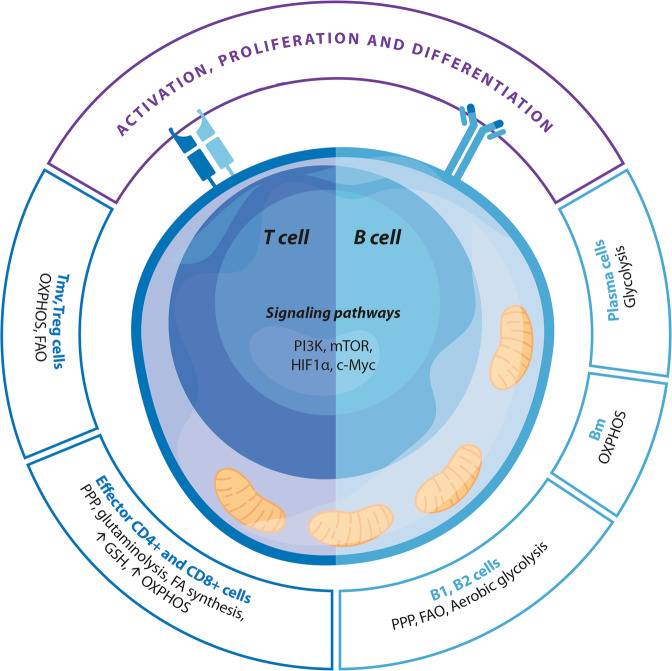 ACTIVATION, PROLIFERATION AND DIFFERENTIATION
T cell
B cell
Signaling pathways
PI3K, mTOR,
HIF1α, c-Myc
Plasma cells
Glycolysis
Bm
OXPHOS
B1, B2 cells
PPP, FAO, Aerobic glycolysis
Effector CD4+ and CD8+ cells
PPP, glutaminolysis, FA synthesis,
↑ GSH, ↑ OXPHOS
Tmv,Treg cells
OXPHOS, FAO